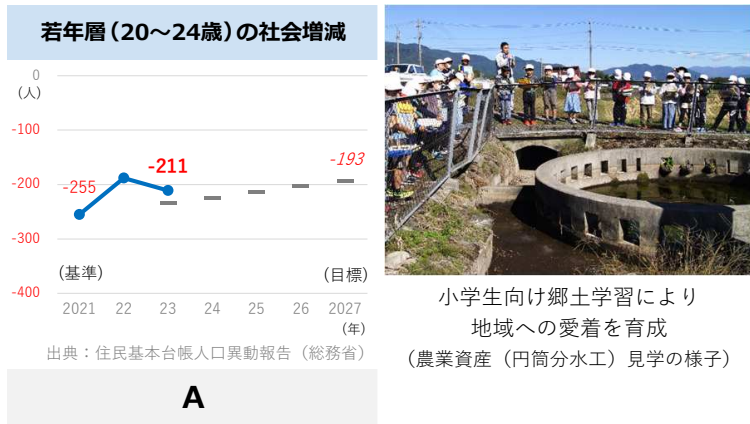 若年層（20～24歳）の社会増減
0
（人）
-100
-200
-300
-400
-255
-211
-193
（基準）
（目標）
2021 22 23 24 25 26 2027
（年）
出典：住民基本台帳人口異動報告（総務省）
A
小学生向け郷土学習により
地域への愛着を育成
（農業資産（円筒分水工）見学の様子）